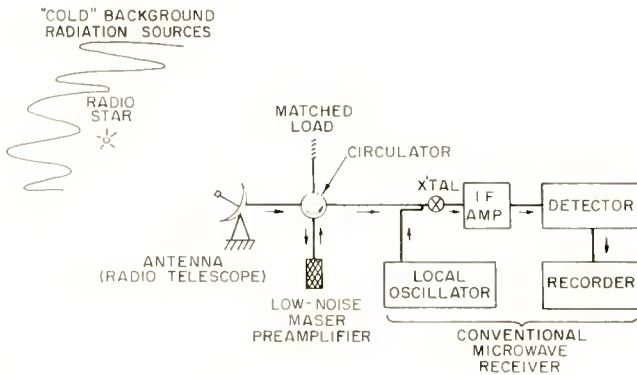 "COLD" BACKGROUND
RADIATION SOURCES
RADIO
STAR
MATCHED
LOAD
CIRCULATOR
X'TAL
I F
AMP
DETECTOR
ANTENNA
(RADIO TELESCOPE)
LOW-NOISE
MASER
PREAMPLIFIER
LOCAL
OSCILLATOR
RECORDER
CONVENTIONAL
MICROWAVE
RECEIVER